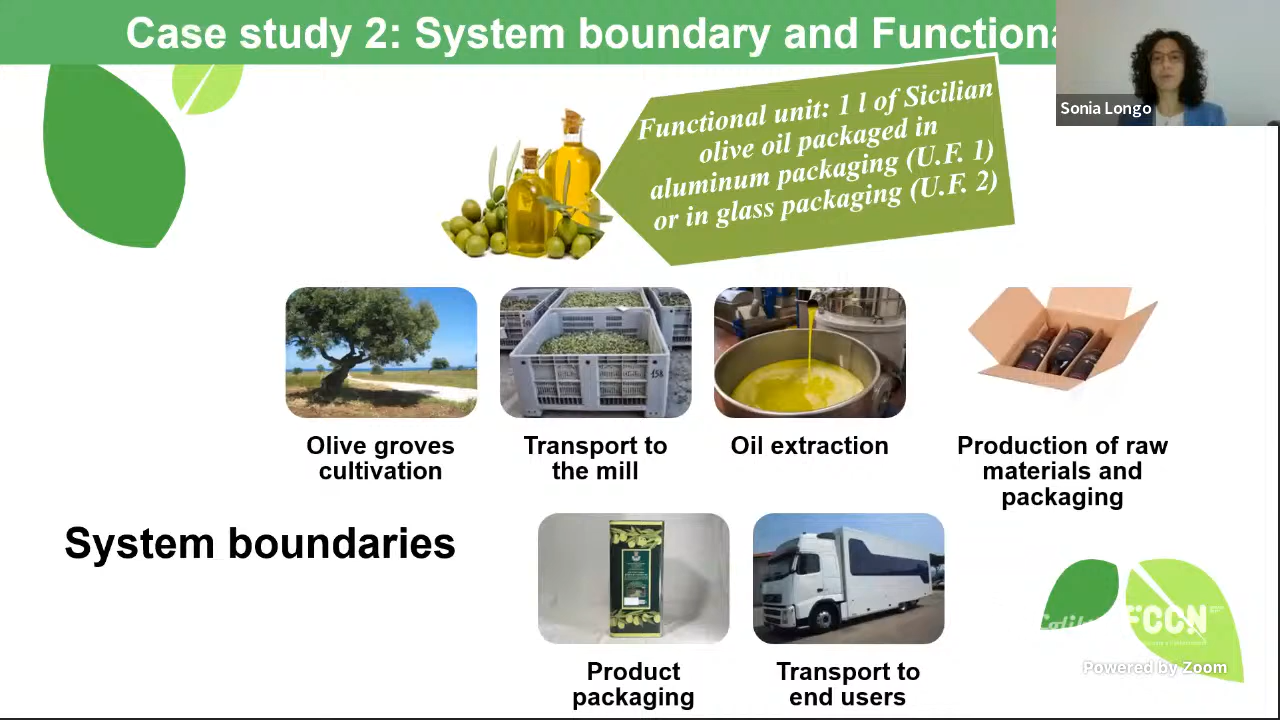 Case study 2: System boundary and Functiona
Sonia Longo
Functional unit: 1 l of Sicilian
olive oil packaged in
aluminum packaging (U.F. 1)
or in glass packaging (U.F. 2)
Olive groves
cultivation
Transport to
the mill
Oil extraction
Production of raw
materials and
packaging
System boundaries
Product
packaging
Transport to
end users
FCCN
Powered by Zoom